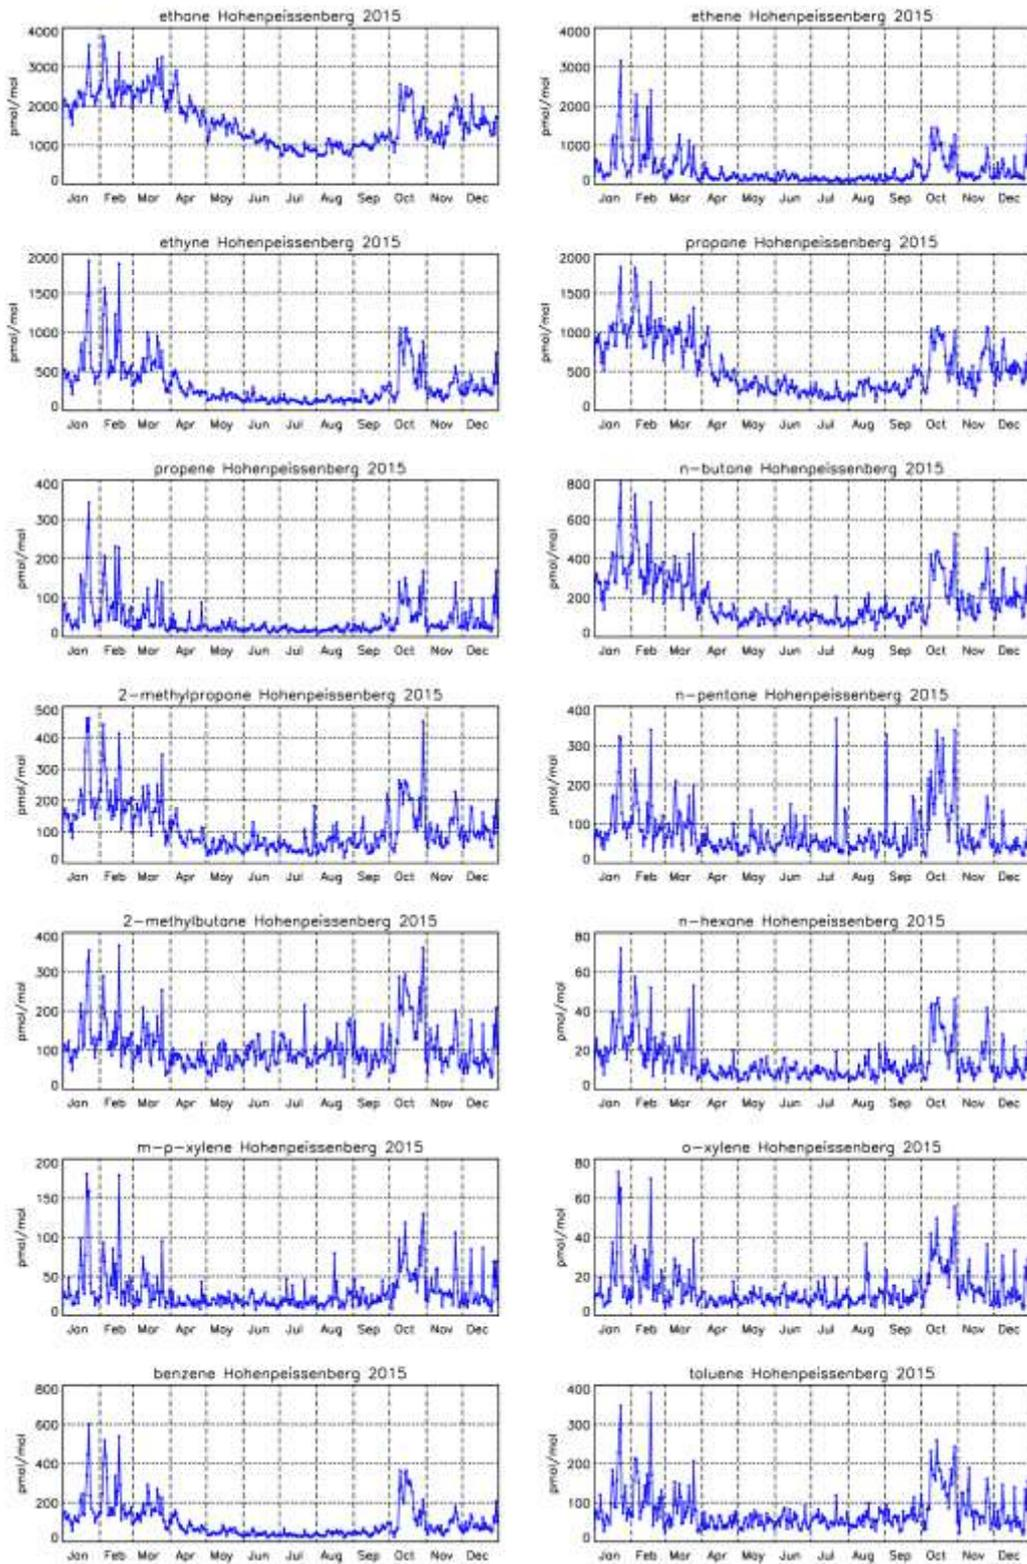 ethane Hohenpeissenberg 2015
4000
3000
2000
1000
0
pmol/mol
Jan Feb Mar Apr May Jun Jul Aug Sep Oct Nov Dec
ethene Hohenpeissenberg 2015
4000
3000
2000
1000
0
pmol/mol
Jan Feb Mar Apr May Jun Jul Aug Sep Oct Nov Dec
ethyne Hohenpeissenberg 2015
2000
1500
1000
500
0
pmol/mol
Jan Feb Mar Apr May Jun Jul Aug Sep Oct Nov Dec
propane Hohenpeissenberg 2015
2000
1500
1000
500
0
pmol/mol
Jan Feb Mar Apr May Jun Jul Aug Sep Oct Nov Dec
propene Hohenpeissenberg 2015
400
300
200
100
0
pmol/mol
Jan Feb Mar Apr May Jun Jul Aug Sep Oct Nov Dec
n-butane Hohenpeissenberg 2015
800
600
400
200
0
pmol/mol
Jan Feb Mar Apr May Jun Jul Aug Sep Oct Nov Dec
2-methylpropane Hohenpeissenberg 2015
500
400
300
200
100
0
pmol/mol
Jan Feb Mar Apr May Jun Jul Aug Sep Oct Nov Dec
n-pentane Hohenpeissenberg 2015
400
300
200
100
0
pmol/mol
Jan Feb Mar Apr May Jun Jul Aug Sep Oct Nov Dec
2-methylbutane Hohenpeissenberg 2015
400
300
200
100
0
pmol/mol
Jan Feb Mar Apr May Jun Jul Aug Sep Oct Nov Dec
n-hexane Hohenpeissenberg 2015
80
60
40
20
0
pmol/mol
Jan Feb Mar Apr May Jun Jul Aug Sep Oct Nov Dec
m-p-xylene Hohenpeissenberg 2015
200
150
100
50
0
pmol/mol
Jan Feb Mar Apr May Jun Jul Aug Sep Oct Nov Dec
o-xylene Hohenpeissenberg 2015
80
60
40
20
0
pmol/mol
Jan Feb Mar Apr May Jun Jul Aug Sep Oct Nov Dec
benzene Hohenpeissenberg 2015
800
600
400
200
0
pmol/mol
Jan Feb Mar Apr May Jun Jul Aug Sep Oct Nov Dec
toluene Hohenpeissenberg 2015
400
300
200
100
0
pmol/mol
Jan Feb Mar Apr May Jun Jul Aug Sep Oct Nov Dec